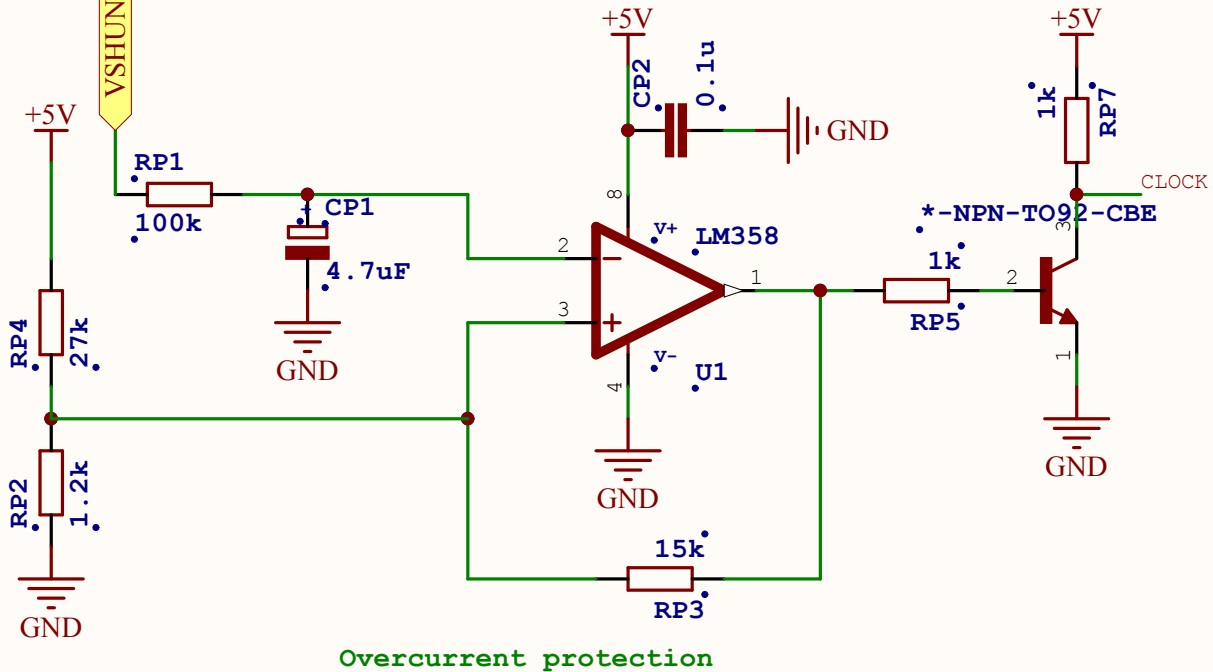 VSHUN
+5V
+5V
+5V
CP2
0.1u
GND
1k
RP7
CLOCK
RP1
100k
+
CP1
4.7uF
GND
8
V+
LM358
2
−
3
+
1
V-
4
U1
GND
*-NPN-TO92-CBE
3
1k
RP5
2
1
GND
RP4
27k
RP2
1.2k
GND
15k
RP3
Overcurrent protection